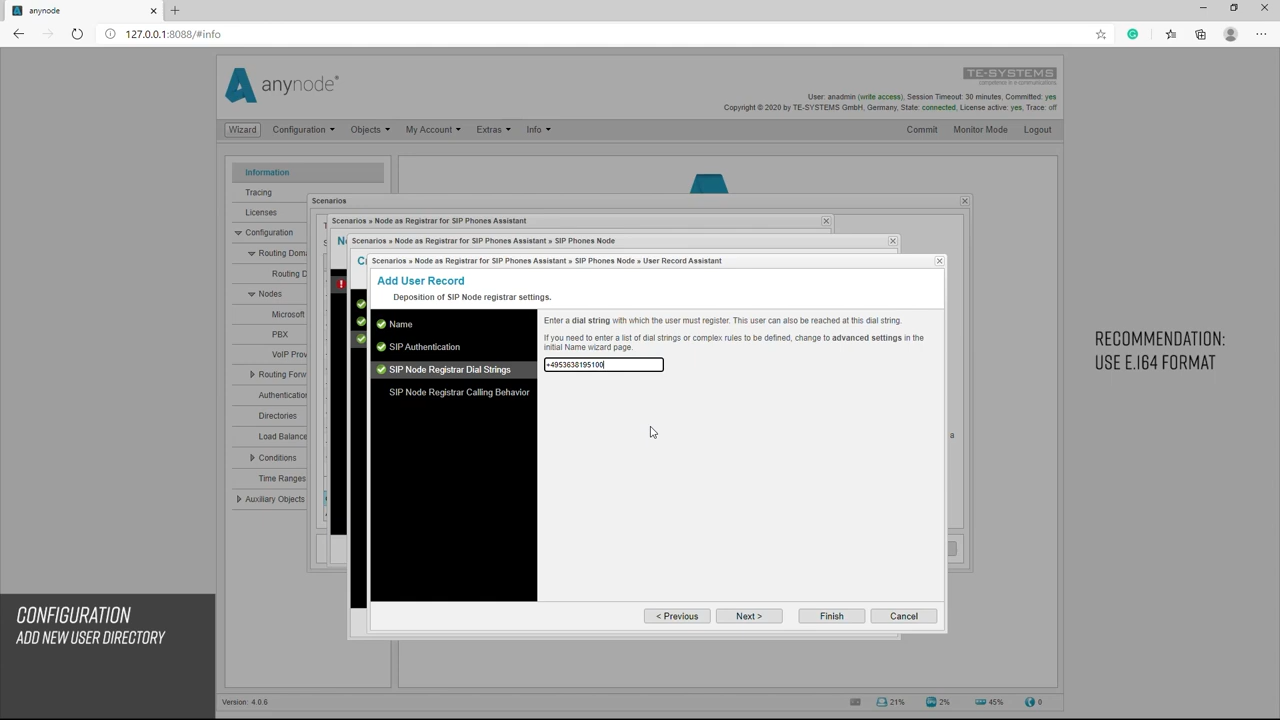 anynode
127.0.0.1:8088/#info
anynode®
TE-SYSTEMS
competence in e-communications
User: anadmin (write access), Session Timeout: 30 minutes, Committed: yes
Copyright © 2020 by TE-SYSTEMS GmbH, Germany, State: connected, License active: yes, Trace: off
Wizard
Configuration
Objects
My Account
Extras
Info
Commit
Monitor Mode
Logout
Information
Tracing
Licenses
Configuration
Routing Doma
Routing D
Nodes
Microsoft
PBX
VoIP Prov
Routing Forw
Authentication
Directories
Load Balance
Conditions
Time Ranges
Auxiliary Objects
Scenarios
Scenarios » Node as Registrar for SIP Phones Assistant
Scenarios » Node as Registrar for SIP Phones Assistant » SIP Phones Node
Scenarios » Node as Registrar for SIP Phones Assistant » SIP Phones Node » User Record Assistant
Add User Record
Deposition of SIP Node registrar settings.
Name
SIP Authentication
SIP Node Registrar Dial Strings
SIP Node Registrar Calling Behavior
Enter a dial string with which the user must register. This user can also be reached at this dial string.
If you need to enter a list of dial strings or complex rules to be defined, change to advanced settings in the
initial Name wizard page.
+4953638195100
a
< Previous
Next >
Finish
Cancel
RECOMMENDATION:
USE E.164 FORMAT
CONFIGURATION
ADD NEW USER DIRECTORY
Version: 4.0.6
21%
2%
45%
0